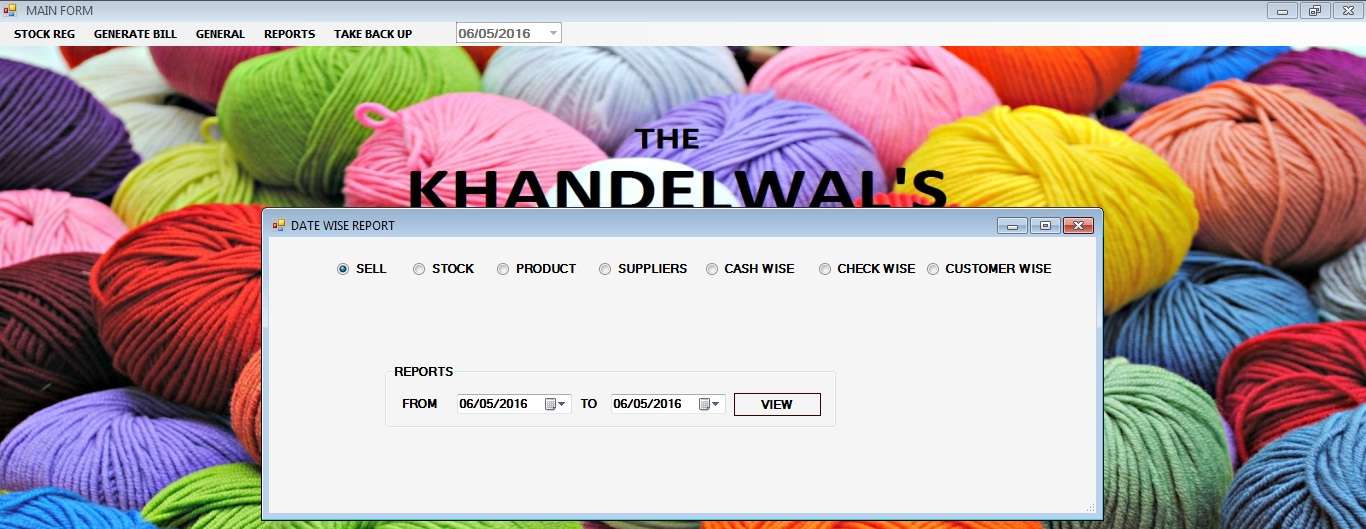 MAIN FORM
STOCK REG GENERATE BILL GENERAL REPORTS TAKE BACK UP 06/05/2016
THE
KHANDELWAL'S
DATE WISE REPORT
SELL STOCK PRODUCT SUPPLIERS CASH WISE CHECK WISE CUSTOMER WISE
REPORTS
FROM 06/05/2016 TO 06/05/2016 VIEW